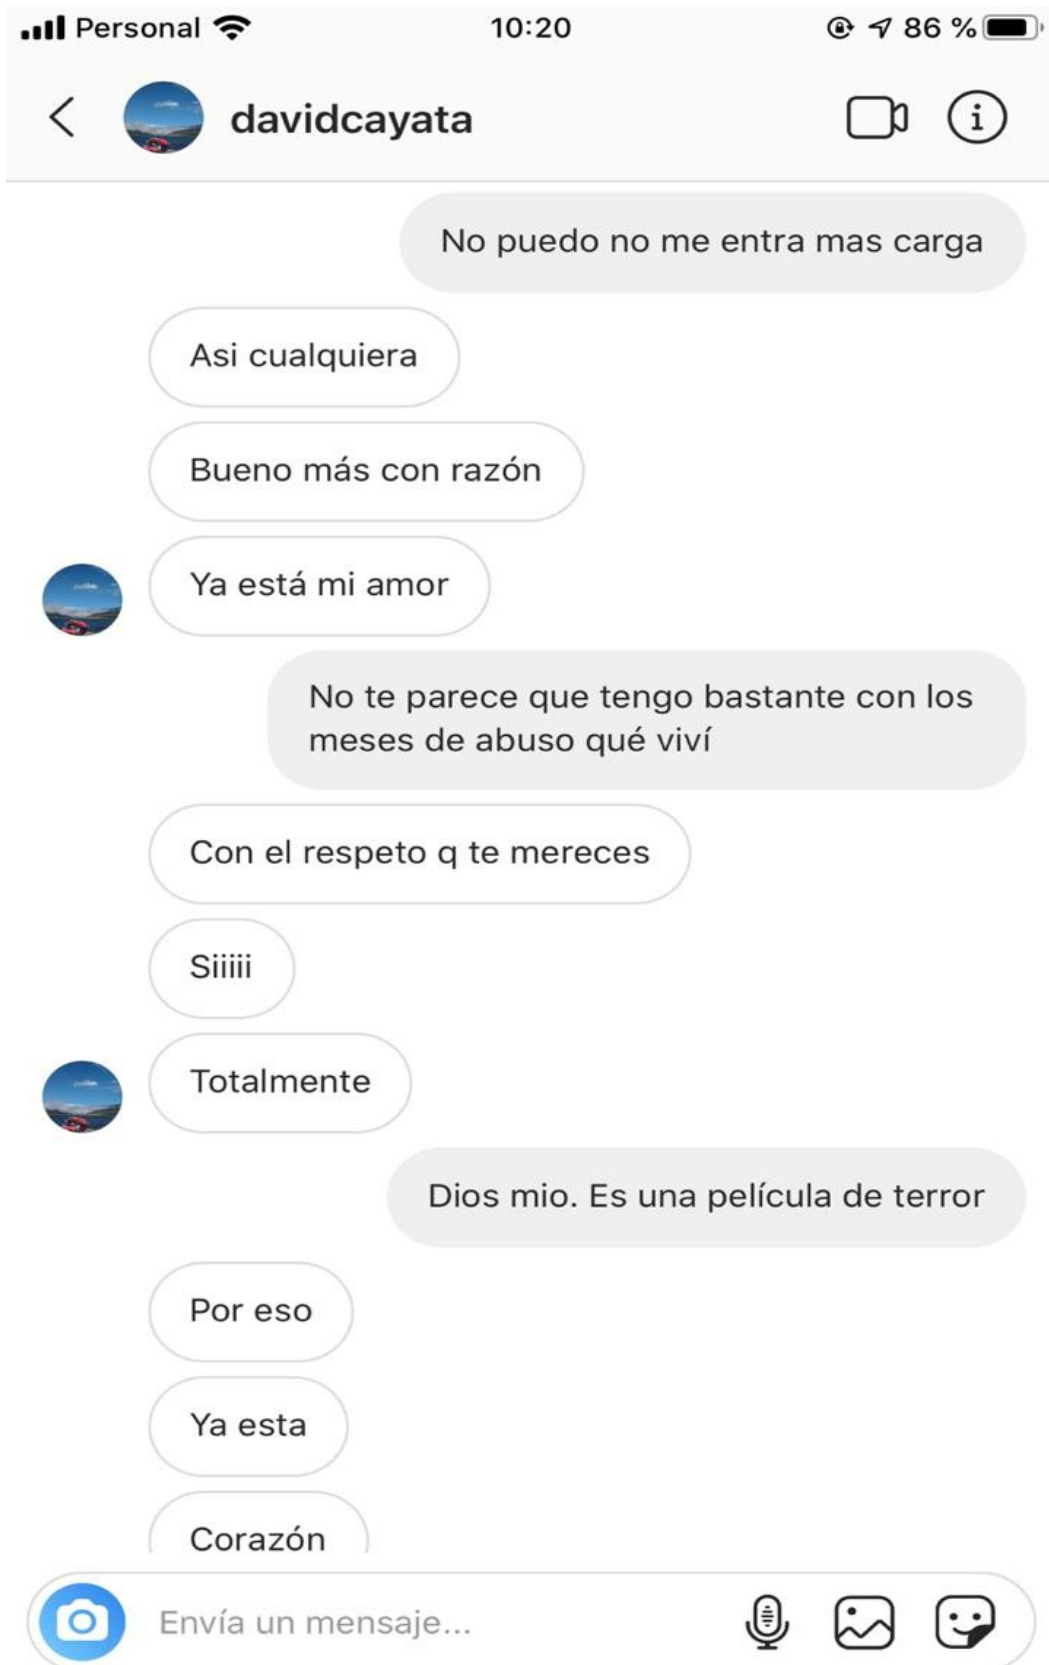 Personal 10:20 86 %
davidcayata
No puedo no me entra mas carga
Asi cualquiera
Bueno más con razón
Ya está mi amor
No te parece que tengo bastante con los
meses de abuso qué viví
Con el respeto q te mereces
Siiiii
Totalmente
Dios mio. Es una película de terror
Por eso
Ya esta
Corazón
Envía un mensaje...